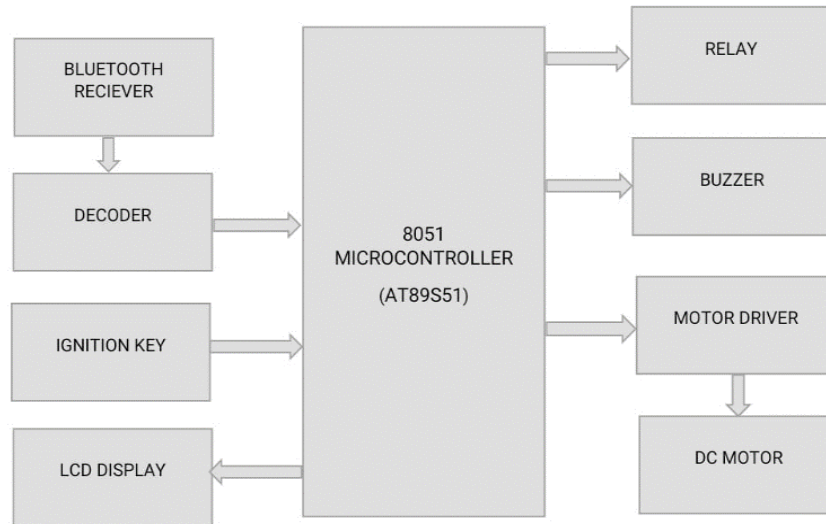 BLUETOOTH
RECIEVER
DECODER
IGNITION KEY
LCD DISPLAY
8051
MICROCONTROLLER
(AT89S51)
RELAY
BUZZER
MOTOR DRIVER
DC MOTOR